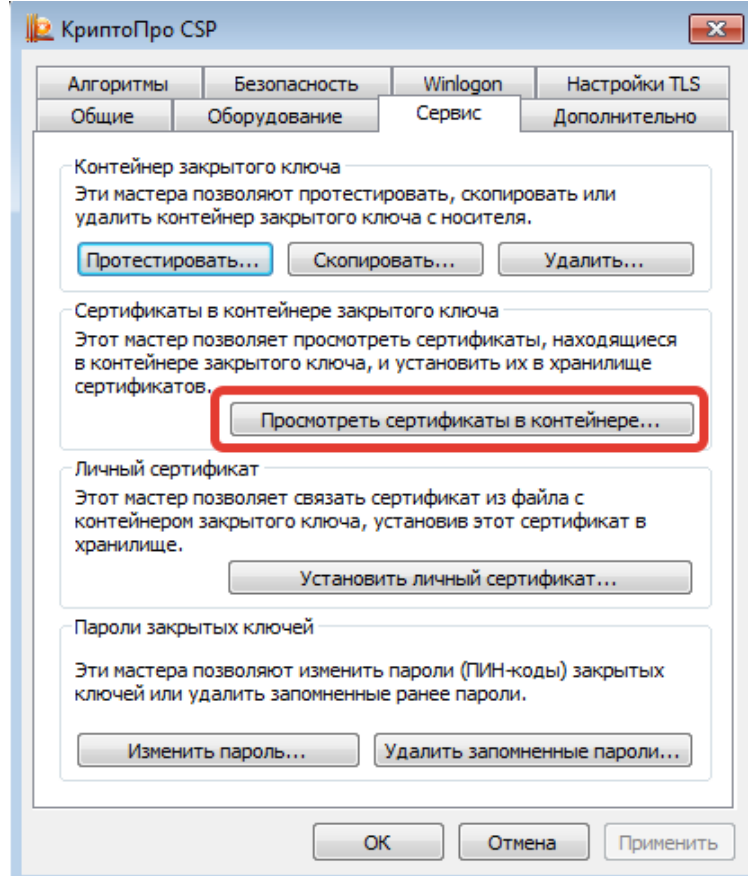 КриптоПро CSP
Алгоритмы Безопасность Winlogon Настройки TLS
Общие Оборудование Сервис Дополнительно
Контейнер закрытого ключа
Эти мастера позволяют протестировать, скопировать или
удалить контейнер закрытого ключа с носителя.
Протестировать... Скопировать... Удалить...
Сертификаты в контейнере закрытого ключа
Этот мастер позволяет просмотреть сертификаты, находящиеся
в контейнере закрытого ключа, и установить их в хранилище
сертификатов.
Просмотреть сертификаты в контейнере...
Личный сертификат
Этот мастер позволяет связать сертификат из файла с
контейнером закрытого ключа, установив этот сертификат в
хранилище.
Установить личный сертификат...
Пароли закрытых ключей
Эти мастера позволяют изменить пароли (ПИН-коды) закрытых
ключей или удалить запомненные ранее пароли.
Изменить пароль... Удалить запомненные пароли...
ОК Отмена Применить